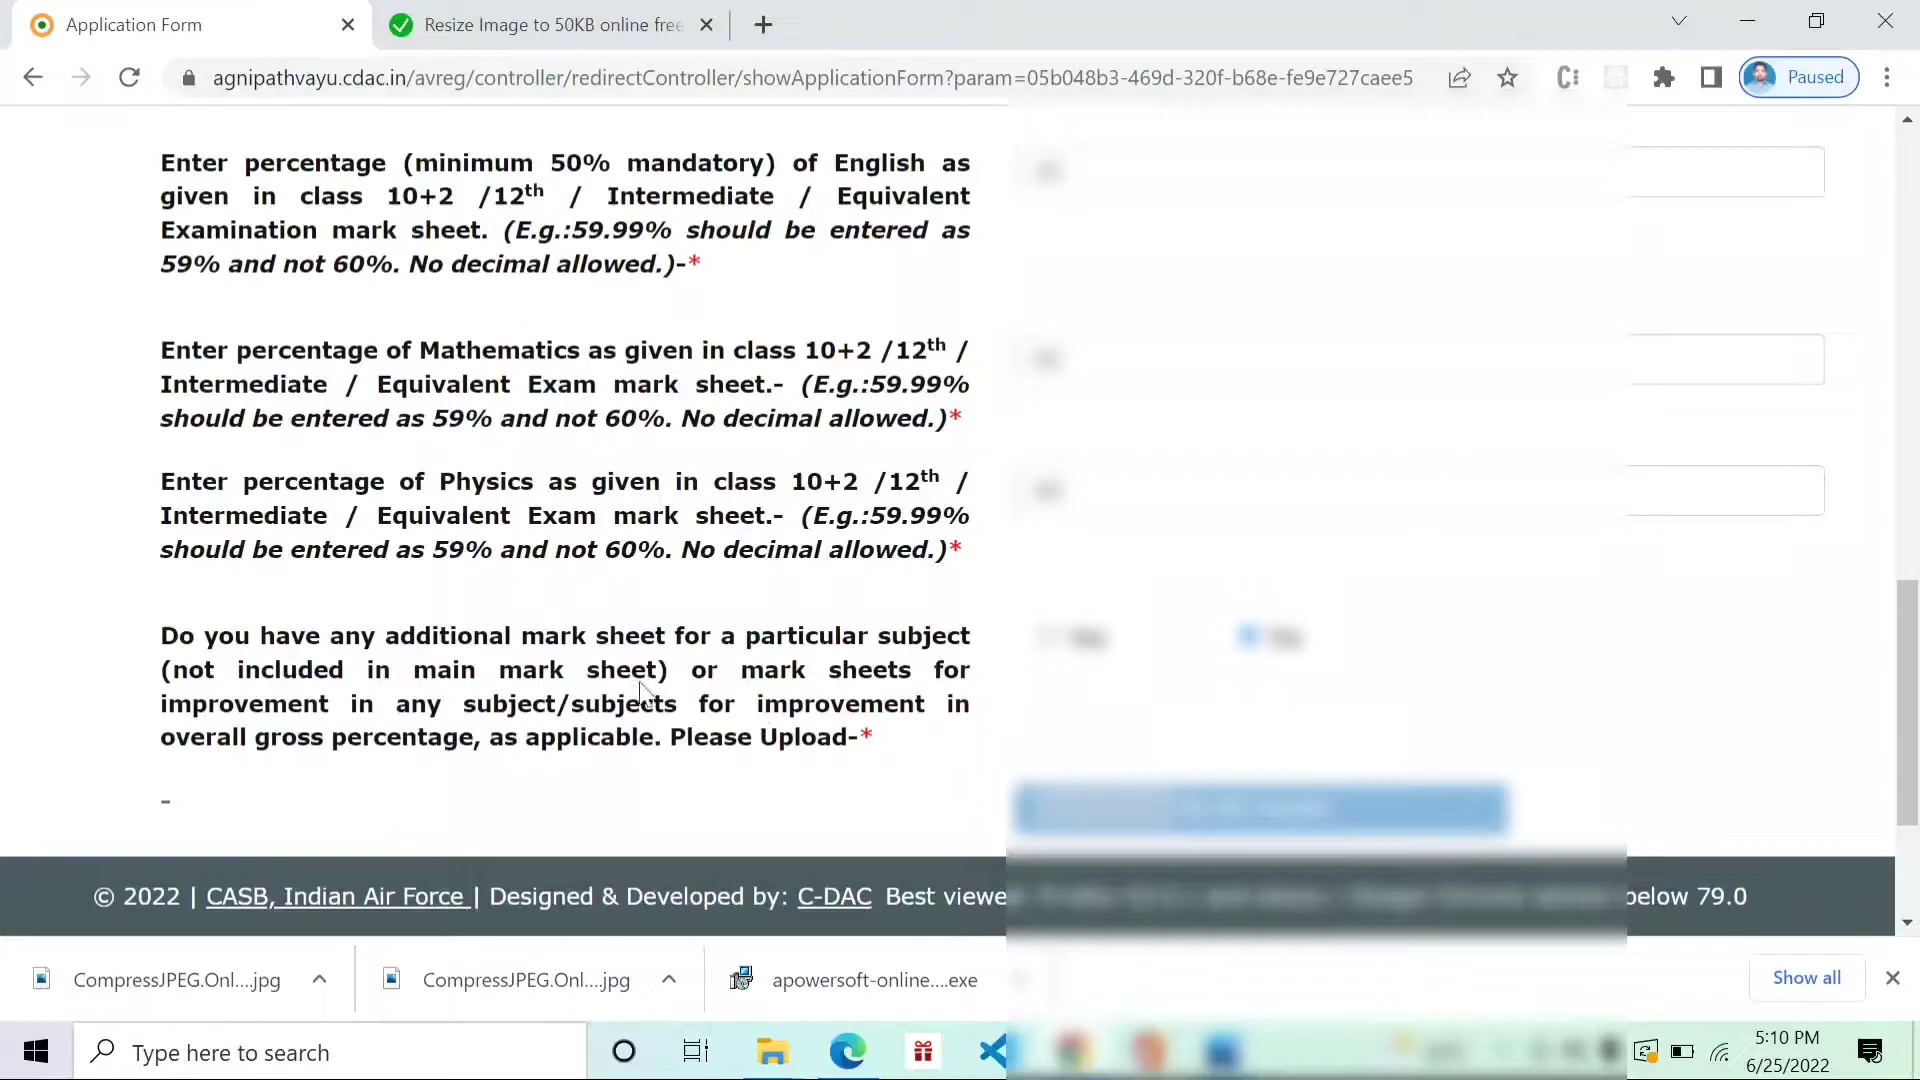 Application Form
Resize Image to 50KB online free
agnipathvayu.cdac.in/avreg/controller/redirectController/showApplicationForm?param=05b048b3-469d-320f-b68e-fe9e727caee5
Paused
Enter percentage (minimum 50% mandatory) of English as
given in class 10+2 /12th / Intermediate / Equivalent
Examination mark sheet. (E.g.:59.99% should be entered as
59% and not 60%. No decimal allowed.)-*
Enter percentage of Mathematics as given in class 10+2 /12th /
Intermediate / Equivalent Exam mark sheet.- (E.g.:59.99%
should be entered as 59% and not 60%. No decimal allowed.)*
Enter percentage of Physics as given in class 10+2 /12th /
Intermediate / Equivalent Exam mark sheet.- (E.g.:59.99%
should be entered as 59% and not 60%. No decimal allowed.)*
Do you have any additional mark sheet for a particular subject
(not included in main mark sheet) or mark sheets for
improvement in any subject/subjects for improvement in
overall gross percentage, as applicable. Please Upload-*
-
© 2022 | CASB, Indian Air Force | Designed & Developed by: C-DAC Best viewe below 79.0
CompressJPEG.Onl....jpg
CompressJPEG.Onl....jpg
apowersoft-online....exe
Show all
Type here to search
5:10 PM
6/25/2022